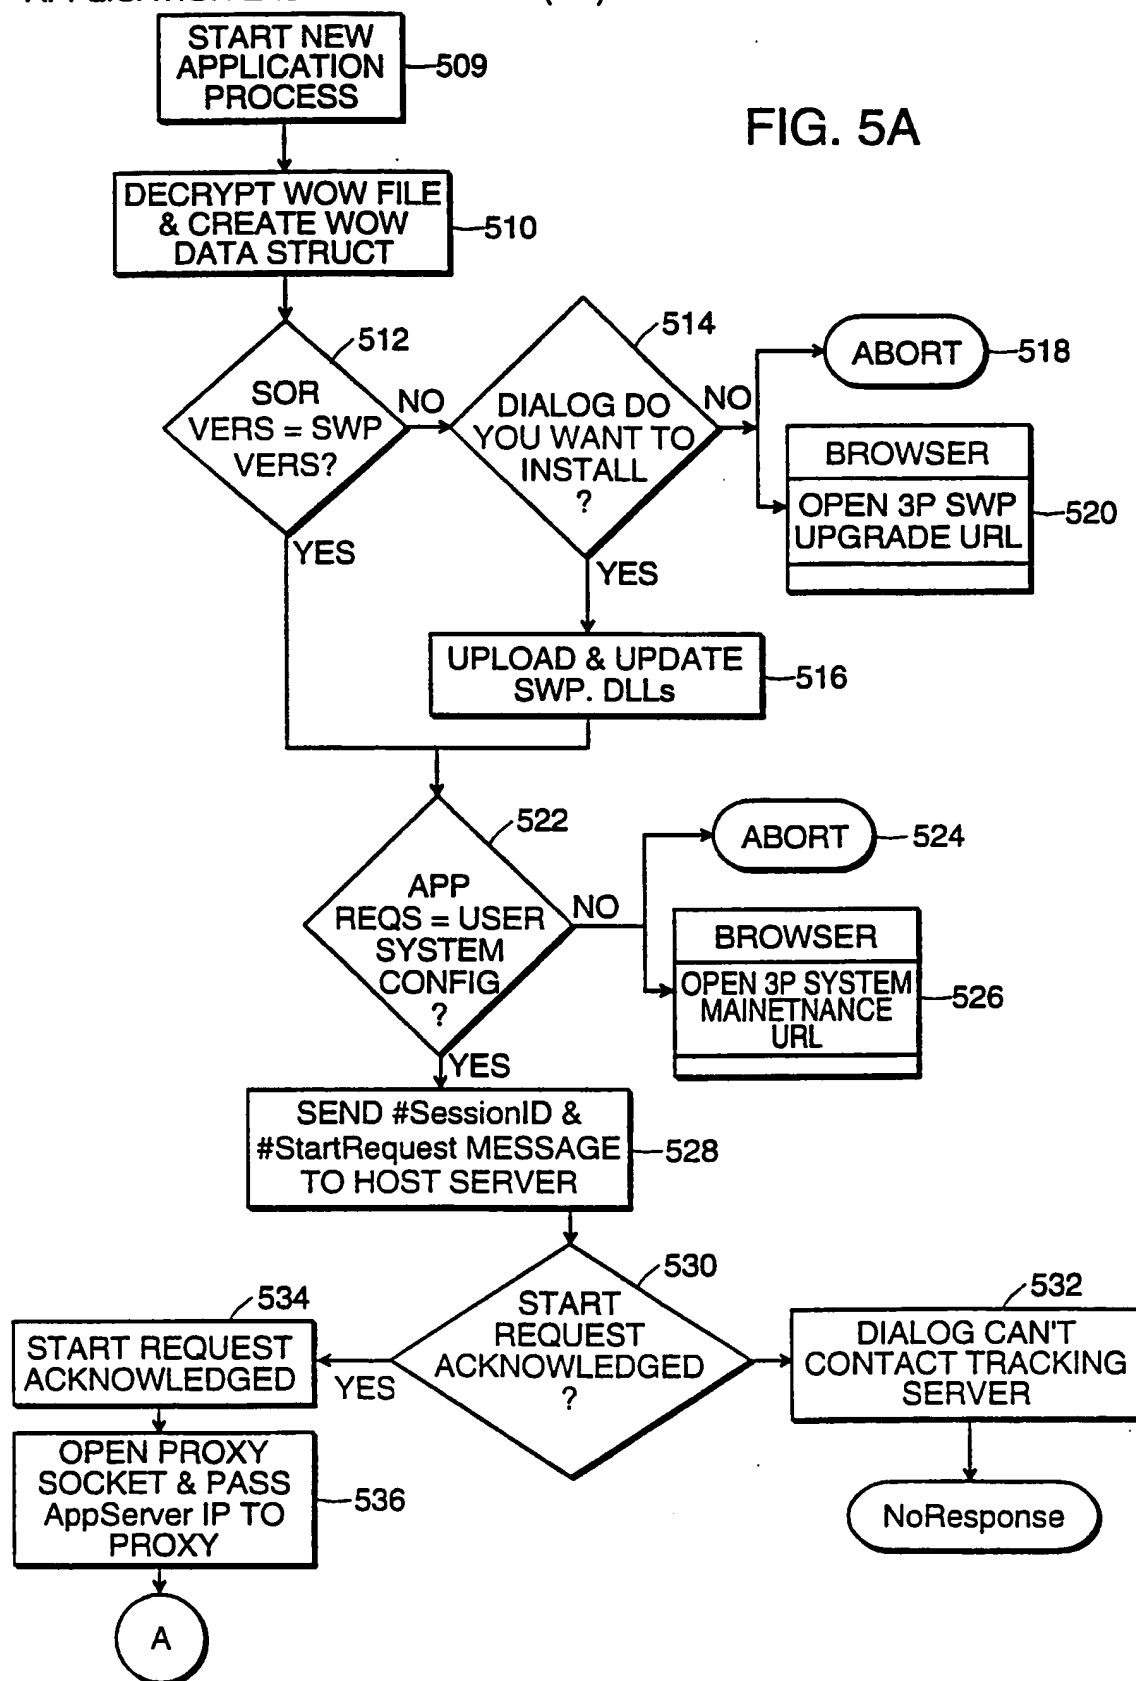 START NEW
APPLICATION
PROCESS
509
FIG. 5A
DECRYPT WOW FILE
& CREATE WOW
DATA STRUCT
510
512
SOR
VERS = SWP
VERS?
NO
YES
514
DIALOG DO
YOU WANT TO
INSTALL
?
NO
YES
ABORT
518
BROWSER
OPEN 3P SWP
UPGRADE URL
520
UPLOAD & UPDATE
SWP. DLLs
516
522
APP
REQS = USER
SYSTEM
CONFIG
?
NO
YES
ABORT
524
BROWSER
OPEN 3P SYSTEM
MAINETNANCE
URL
526
SEND #SessionID &
#StartRequest MESSAGE
TO HOST SERVER
528
530
START
REQUEST
ACKNOWLEDGED
?
YES
532
DIALOG CAN'T
CONTACT TRACKING
SERVER
NoResponse
534
START REQUEST
ACKNOWLEDGED
OPEN PROXY
SOCKET & PASS
AppServer IP TO
PROXY
536
A